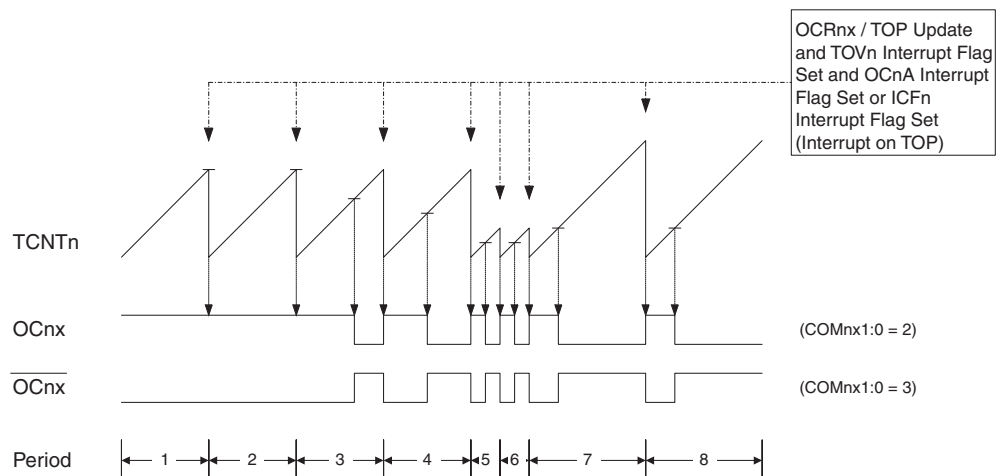 OCRnx / TOP Update
and TOVn Interrupt Flag
Set and OCnA Interrupt
Flag Set or ICFn
Interrupt Flag Set
(Interrupt on TOP)
TCNTn
OCnx
(COMnx1:0 = 2)
OCnx
(COMnx1:0 = 3)
Period
1 2 3 4 5 6 7 8